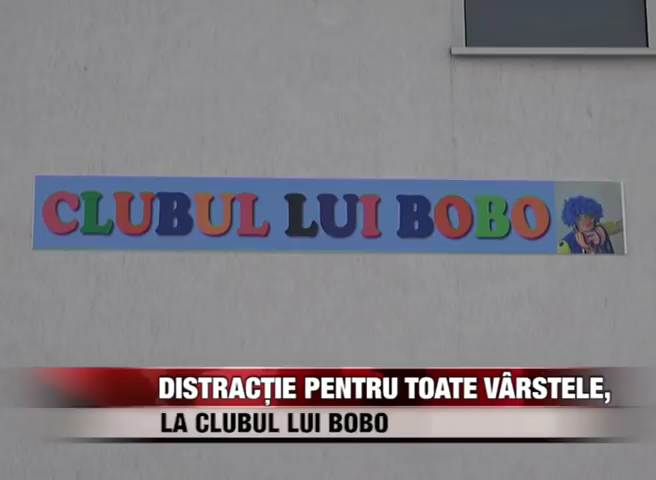 CLUBUL LUI BOBO
DISTRACȚIE PENTRU TOATE VÂRSTELE,
LA CLUBUL LUI BOBO